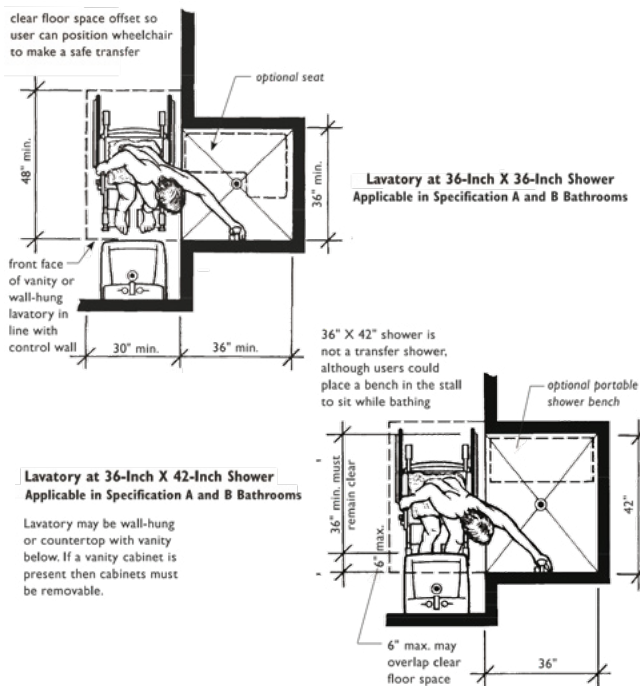 clear floor space offset so
user can position wheelchair
to make a safe transfer
optional seat
48" min.
36" min.
Lavatory at 36-Inch X 36-Inch Shower
Applicable in Specification A and B Bathrooms
front face
of vanity or
wall-hung
lavatory in
line with
control wall
30" min.
36" min.
36" X 42" shower is
not a transfer shower,
although users could
place a bench in the stall
to sit while bathing
optional portable
shower bench
Lavatory at 36-Inch X 42-Inch Shower
Applicable in Specification A and B Bathrooms
Lavatory may be wall-hung
or countertop with vanity
below. If a vanity cabinet is
present then cabinets must
be removable.
36" min. must
remain clear
6" max.
42"
6" max. may
overlap clear
floor space
36"